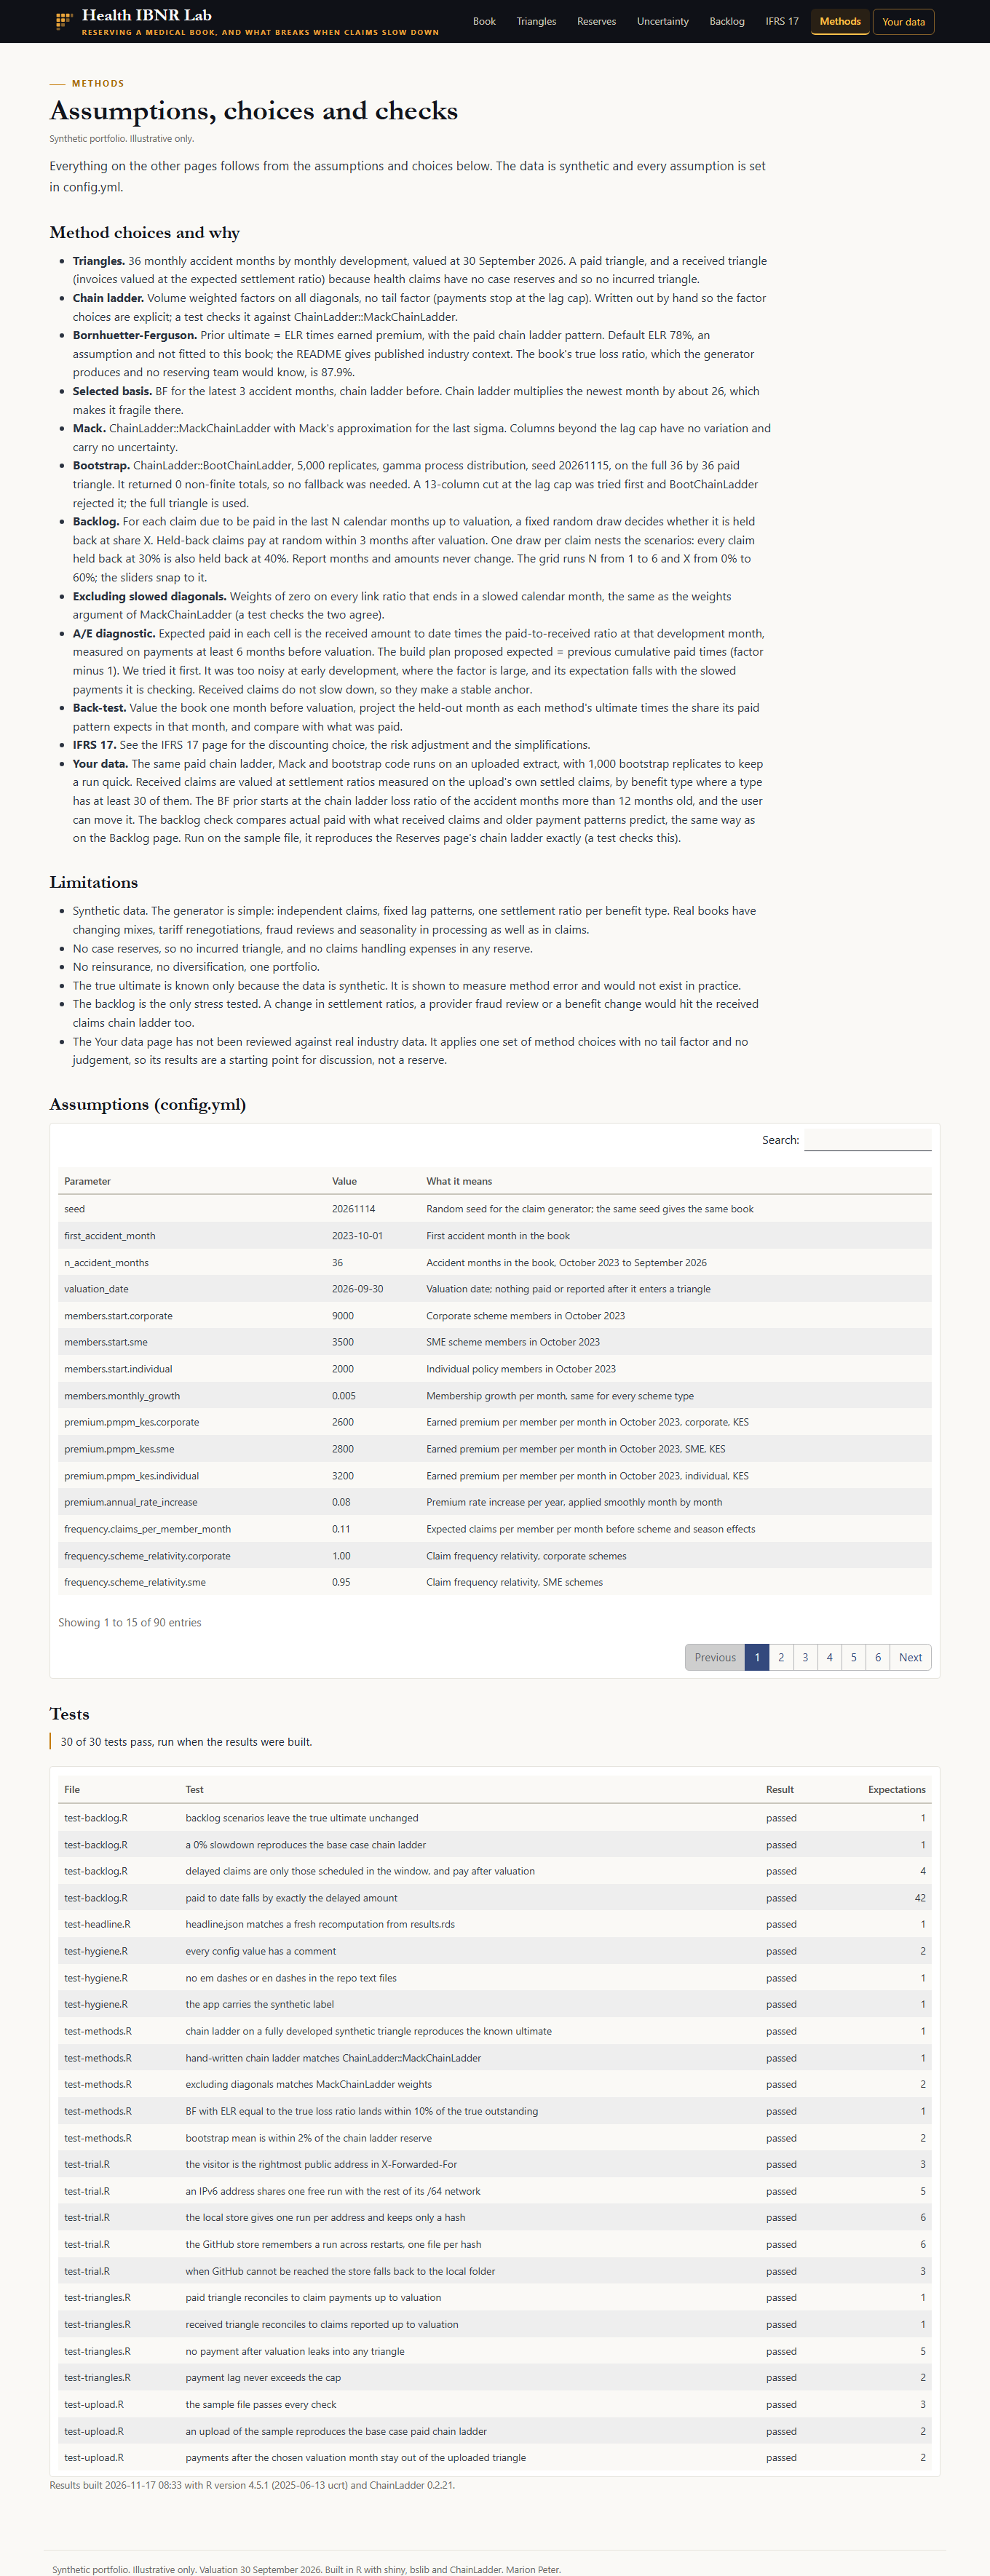 Health IBNR Lab
RESERVING A MEDICAL BOOK, AND WHAT BREAKS WHEN CLAIMS SLOW DOWN
Book Triangles Reserves Uncertainty Backlog IFRS 17 Methods Your data
METHODS
Assumptions, choices and checks
Synthetic portfolio. Illustrative only.
Everything on the other pages follows from the assumptions and choices below. The data is synthetic and every assumption is set
in config.yml.
Method choices and why
Triangles. 36 monthly accident months by monthly development, valued at 30 September 2026. A paid triangle, and a received triangle
(invoices valued at the expected settlement ratio) because health claims have no case reserves and so no incurred triangle.
Chain ladder. Volume weighted factors on all diagonals, no tail factor (payments stop at the lag cap). Written out by hand so the factor
choices are explicit; a test checks it against ChainLadder::MackChainLadder.
Bornhuetter-Ferguson. Prior ultimate = ELR times earned premium, with the paid chain ladder pattern. Default ELR 78%, an
assumption and not fitted to this book; the README gives published industry context. The book's true loss ratio, which the generator
produces and no reserving team would know, is 87.9%.
Selected basis. BF for the latest 3 accident months, chain ladder before. Chain ladder multiplies the newest month by about 26, which
makes it fragile there.
Mack. ChainLadder::MackChainLadder with Mack's approximation for the last sigma. Columns beyond the lag cap have no variation and
carry no uncertainty.
Bootstrap. ChainLadder::BootChainLadder, 5,000 replicates, gamma process distribution, seed 20261115, on the full 36 by 36 paid
triangle. It returned 0 non-finite totals, so no fallback was needed. A 13-column cut at the lag cap was tried first and BootChainLadder
rejected it; the full triangle is used.
Backlog. For each claim due to be paid in the last N calendar months up to valuation, a fixed random draw decides whether it is held
back at share X. Held-back claims pay at random within 3 months after valuation. One draw per claim nests the scenarios: every claim
held back at 30% is also held back at 40%. Report months and amounts never change. The grid runs N from 1 to 6 and X from 0% to
60%; the sliders snap to it.
Excluding slowed diagonals. Weights of zero on every link ratio that ends in a slowed calendar month, the same as the weights
argument of MackChainLadder (a test checks the two agree).
A/E diagnostic. Expected paid in each cell is the received amount to date times the paid-to-received ratio at that development month,
measured on payments at least 6 months before valuation. The build plan proposed expected = previous cumulative paid times (factor
minus 1). We tried it first. It was too noisy at early development, where the factor is large, and its expectation falls with the slowed
payments it is checking. Received claims do not slow down, so they make a stable anchor.
Back-test. Value the book one month before valuation, project the held-out month as each method's ultimate times the share its paid
pattern expects in that month, and compare with what was paid.
IFRS 17. See the IFRS 17 page for the discounting choice, the risk adjustment and the simplifications.
Your data. The same paid chain ladder, Mack and bootstrap code runs on an uploaded extract, with 1,000 bootstrap replicates to keep
a run quick. Received claims are valued at settlement ratios measured on the upload's own settled claims, by benefit type where a type
has at least 30 of them. The BF prior starts at the chain ladder loss ratio of the accident months more than 12 months old, and the user
can move it. The backlog check compares actual paid with what received claims and older payment patterns predict, the same way as
on the Backlog page. Run on the sample file, it reproduces the Reserves page's chain ladder exactly (a test checks this).
Limitations
Synthetic data. The generator is simple: independent claims, fixed lag patterns, one settlement ratio per benefit type. Real books have
changing mixes, tariff renegotiations, fraud reviews and seasonality in processing as well as in claims.
No case reserves, so no incurred triangle, and no claims handling expenses in any reserve.
No reinsurance, no diversification, one portfolio.
The true ultimate is known only because the data is synthetic. It is shown to measure method error and would not exist in practice.
The backlog is the only stress tested. A change in settlement ratios, a provider fraud review or a benefit change would hit the received
claims chain ladder too.
The Your data page has not been reviewed against real industry data. It applies one set of method choices with no tail factor and no
judgement, so its results are a starting point for discussion, not a reserve.
Assumptions (config.yml)
Search:
Parameter Value What it means
seed 20261114 Random seed for the claim generator; the same seed gives the same book
first_accident_month 2023-10-01 First accident month in the book
n_accident_months 36 Accident months in the book, October 2023 to September 2026
valuation_date 2026-09-30 Valuation date; nothing paid or reported after it enters a triangle
members.start.corporate 9000 Corporate scheme members in October 2023
members.start.sme 3500 SME scheme members in October 2023
members.start.individual 2000 Individual policy members in October 2023
members.monthly_growth 0.005 Membership growth per month, same for every scheme type
premium.pmpm_kes.corporate 2600 Earned premium per member per month in October 2023, corporate, KES
premium.pmpm_kes.sme 2800 Earned premium per member per month in October 2023, SME, KES
premium.pmpm_kes.individual 3200 Earned premium per member per month in October 2023, individual, KES
premium.annual_rate_increase 0.08 Premium rate increase per year, applied smoothly month by month
frequency.claims_per_member_month 0.11 Expected claims per member per month before scheme and season effects
frequency.scheme_relativity.corporate 1.00 Claim frequency relativity, corporate schemes
frequency.scheme_relativity.sme 0.95 Claim frequency relativity, SME schemes
Showing 1 to 15 of 90 entries
Previous 1 2 3 4 5 6 Next
Tests
30 of 30 tests pass, run when the results were built.
File Test Result Expectations
test-backlog.R backlog scenarios leave the true ultimate unchanged passed 1
test-backlog.R a 0% slowdown reproduces the base case chain ladder passed 1
test-backlog.R delayed claims are only those scheduled in the window, and pay after valuation passed 4
test-backlog.R paid to date falls by exactly the delayed amount passed 42
test-headline.R headline.json matches a fresh recomputation from results.rds passed 1
test-hygiene.R every config value has a comment passed 2
test-hygiene.R no em dashes or en dashes in the repo text files passed 1
test-hygiene.R the app carries the synthetic label passed 1
test-methods.R chain ladder on a fully developed synthetic triangle reproduces the known ultimate passed 1
test-methods.R hand-written chain ladder matches ChainLadder::MackChainLadder passed 1
test-methods.R excluding diagonals matches MackChainLadder weights passed 2
test-methods.R BF with ELR equal to the true loss ratio lands within 10% of the true outstanding passed 1
test-methods.R bootstrap mean is within 2% of the chain ladder reserve passed 2
test-trial.R the visitor is the rightmost public address in X-Forwarded-For passed 3
test-trial.R an IPv6 address shares one free run with the rest of its /64 network passed 5
test-trial.R the local store gives one run per address and keeps only a hash passed 6
test-trial.R the GitHub store remembers a run across restarts, one file per hash passed 6
test-trial.R when GitHub cannot be reached the store falls back to the local folder passed 3
test-triangles.R paid triangle reconciles to claim payments up to valuation passed 1
test-triangles.R received triangle reconciles to claims reported up to valuation passed 1
test-triangles.R no payment after valuation leaks into any triangle passed 5
test-triangles.R payment lag never exceeds the cap passed 2
test-upload.R the sample file passes every check passed 3
test-upload.R an upload of the sample reproduces the base case paid chain ladder passed 2
test-upload.R payments after the chosen valuation month stay out of the uploaded triangle passed 2
Results built 2026-11-17 08:33 with R version 4.5.1 (2025-06-13 ucrt) and ChainLadder 0.2.21.
Synthetic portfolio. Illustrative only. Valuation 30 September 2026. Built in R with shiny, bslib and ChainLadder. Marion Peter.